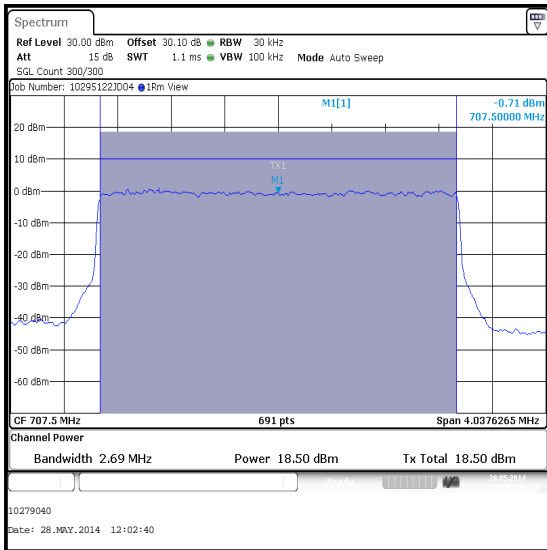 Spectrum
Ref Level 30.00 dBm Offset 30.10 dB RBW 30 kHz
Att 15 dB SWT 1.1 ms VBW 100 kHz Mode Auto Sweep
SGL Count 300/300
Job Number: 10295122JD04 1Rm View
M1[1] -0.71 dBm
707.50000 MHz
20 dBm
10 dBm
TX1
M1
0 dBm
-10 dBm
-20 dBm
-30 dBm
-40 dBm
-50 dBm
-60 dBm
CF 707.5 MHz 691 pts Span 4.0376265 MHz
Channel Power
Bandwidth 2.69 MHz Power 18.50 dBm Tx Total 18.50 dBm
Ready 28.05.2014
10279040
Date: 28.MAY.2014 12:02:40